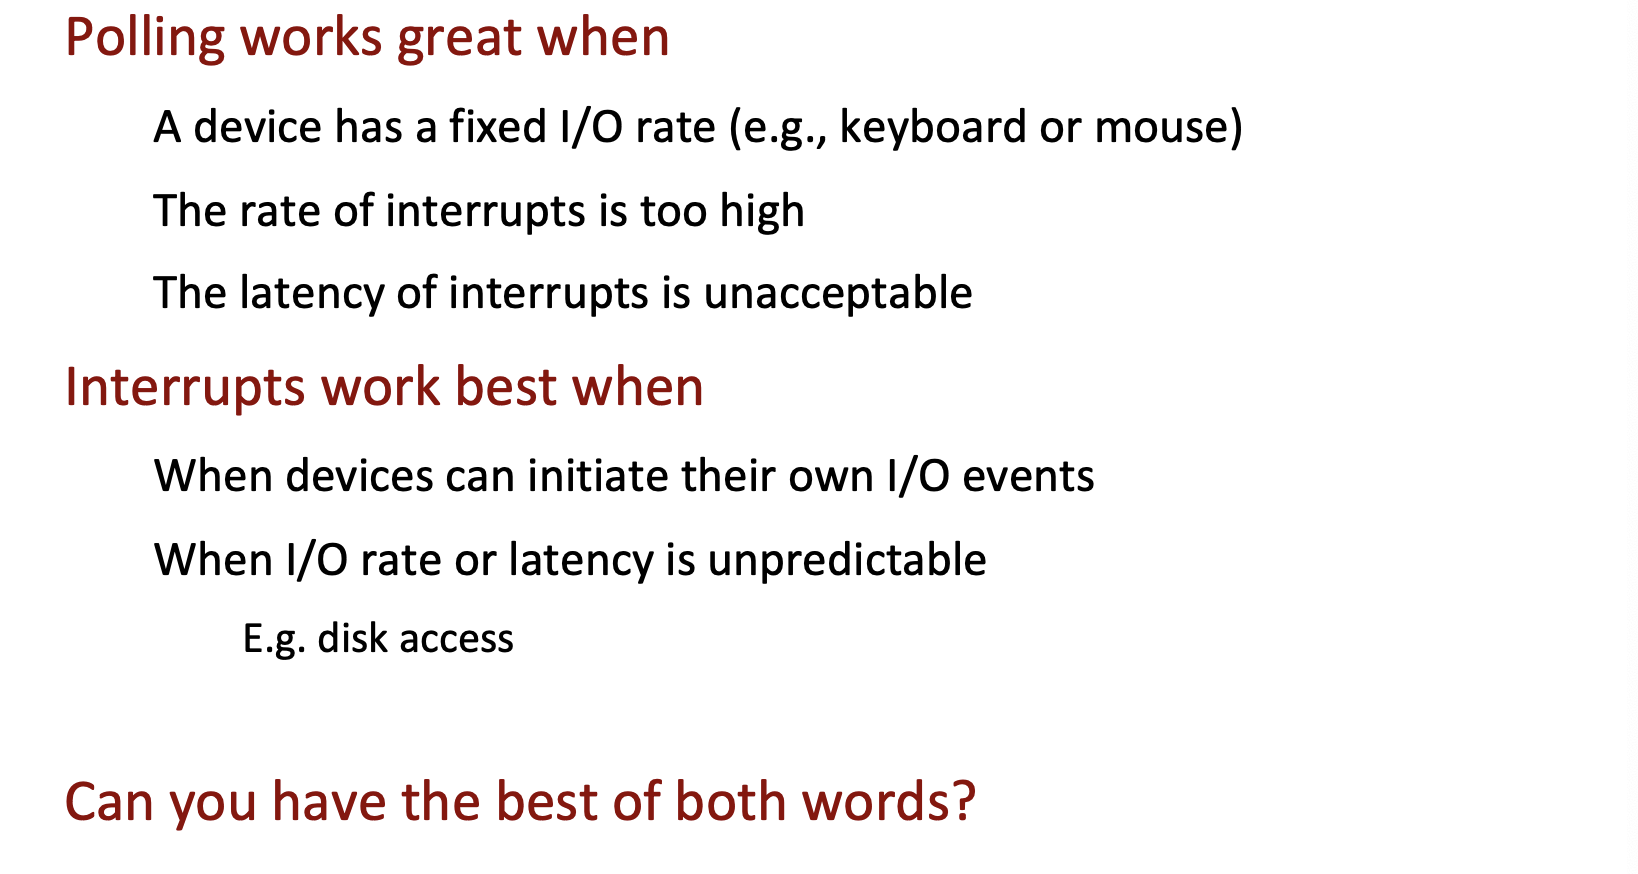 Polling works great when
A device has a fixed I/O rate (e.g., keyboard or mouse)
The rate of interrupts is too high
The latency of interrupts is unacceptable
Interrupts work best when
When devices can initiate their own I/O events
When I/O rate or latency is unpredictable
E.g. disk access
Can you have the best of both words?